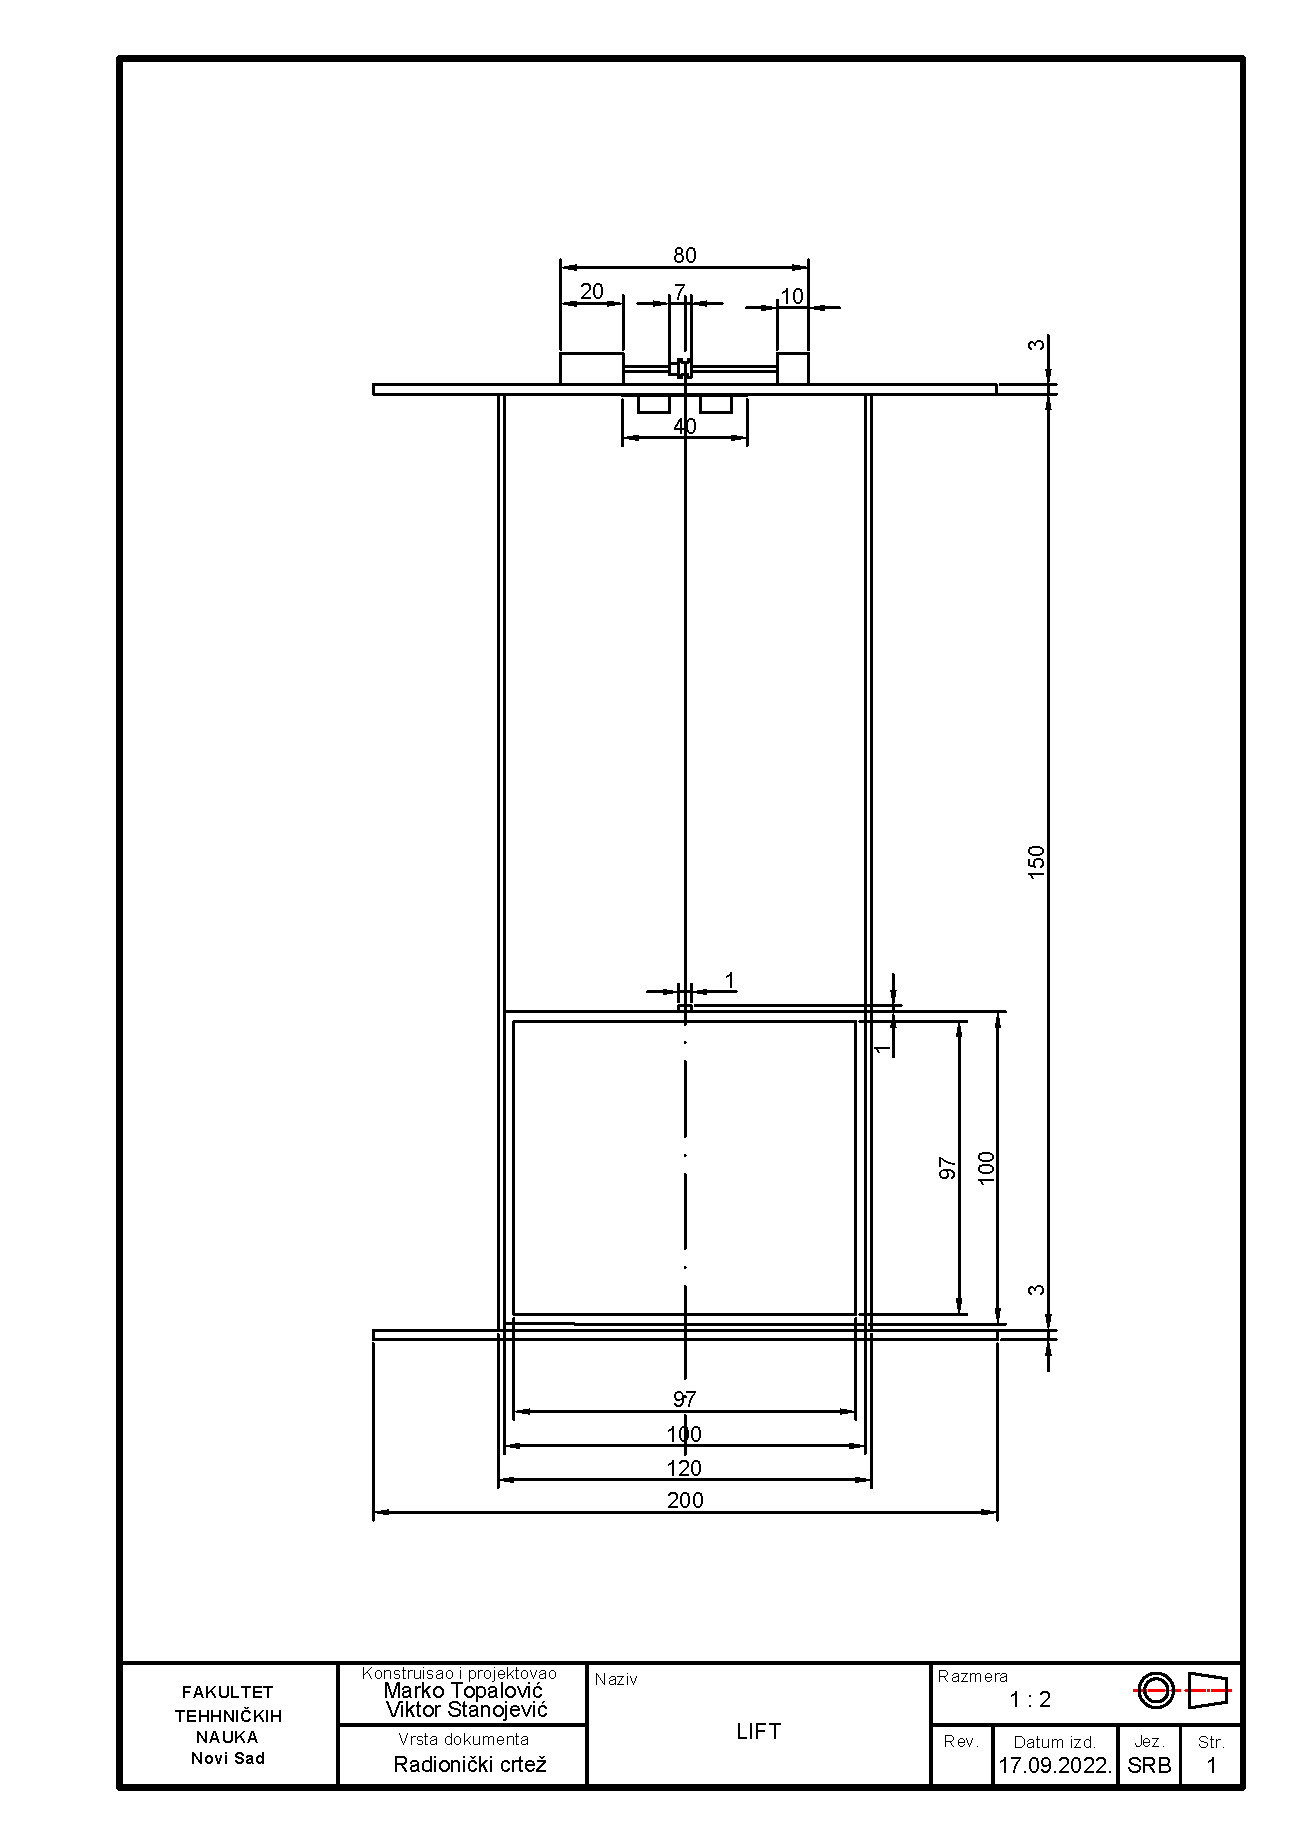 80
20
7
10
3
40
150
1
1
97
100
3
97
100
120
200
FAKULTET
TEHHNIČKIH
NAUKA
Novi Sad
Konstruisao i projektovao
Marko Topalović
Viktor Stanojević
Vrsta dokumenta
Radionički crtež
Naziv
LIFT
Razmera
1 : 2
Rev.
Datum izd.
17.09.2022.
Jez.
SRB
Str.
1